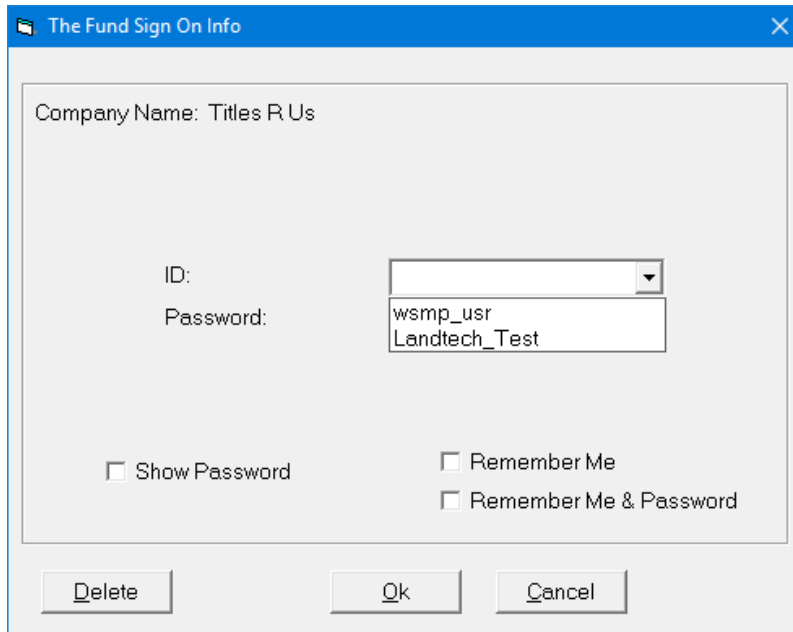 The Fund Sign On Info
Company Name: Titles R Us
ID:
Password:
wsmp_usr
Landtech_Test
Show Password
Remember Me
Remember Me & Password
Delete
Ok
Cancel